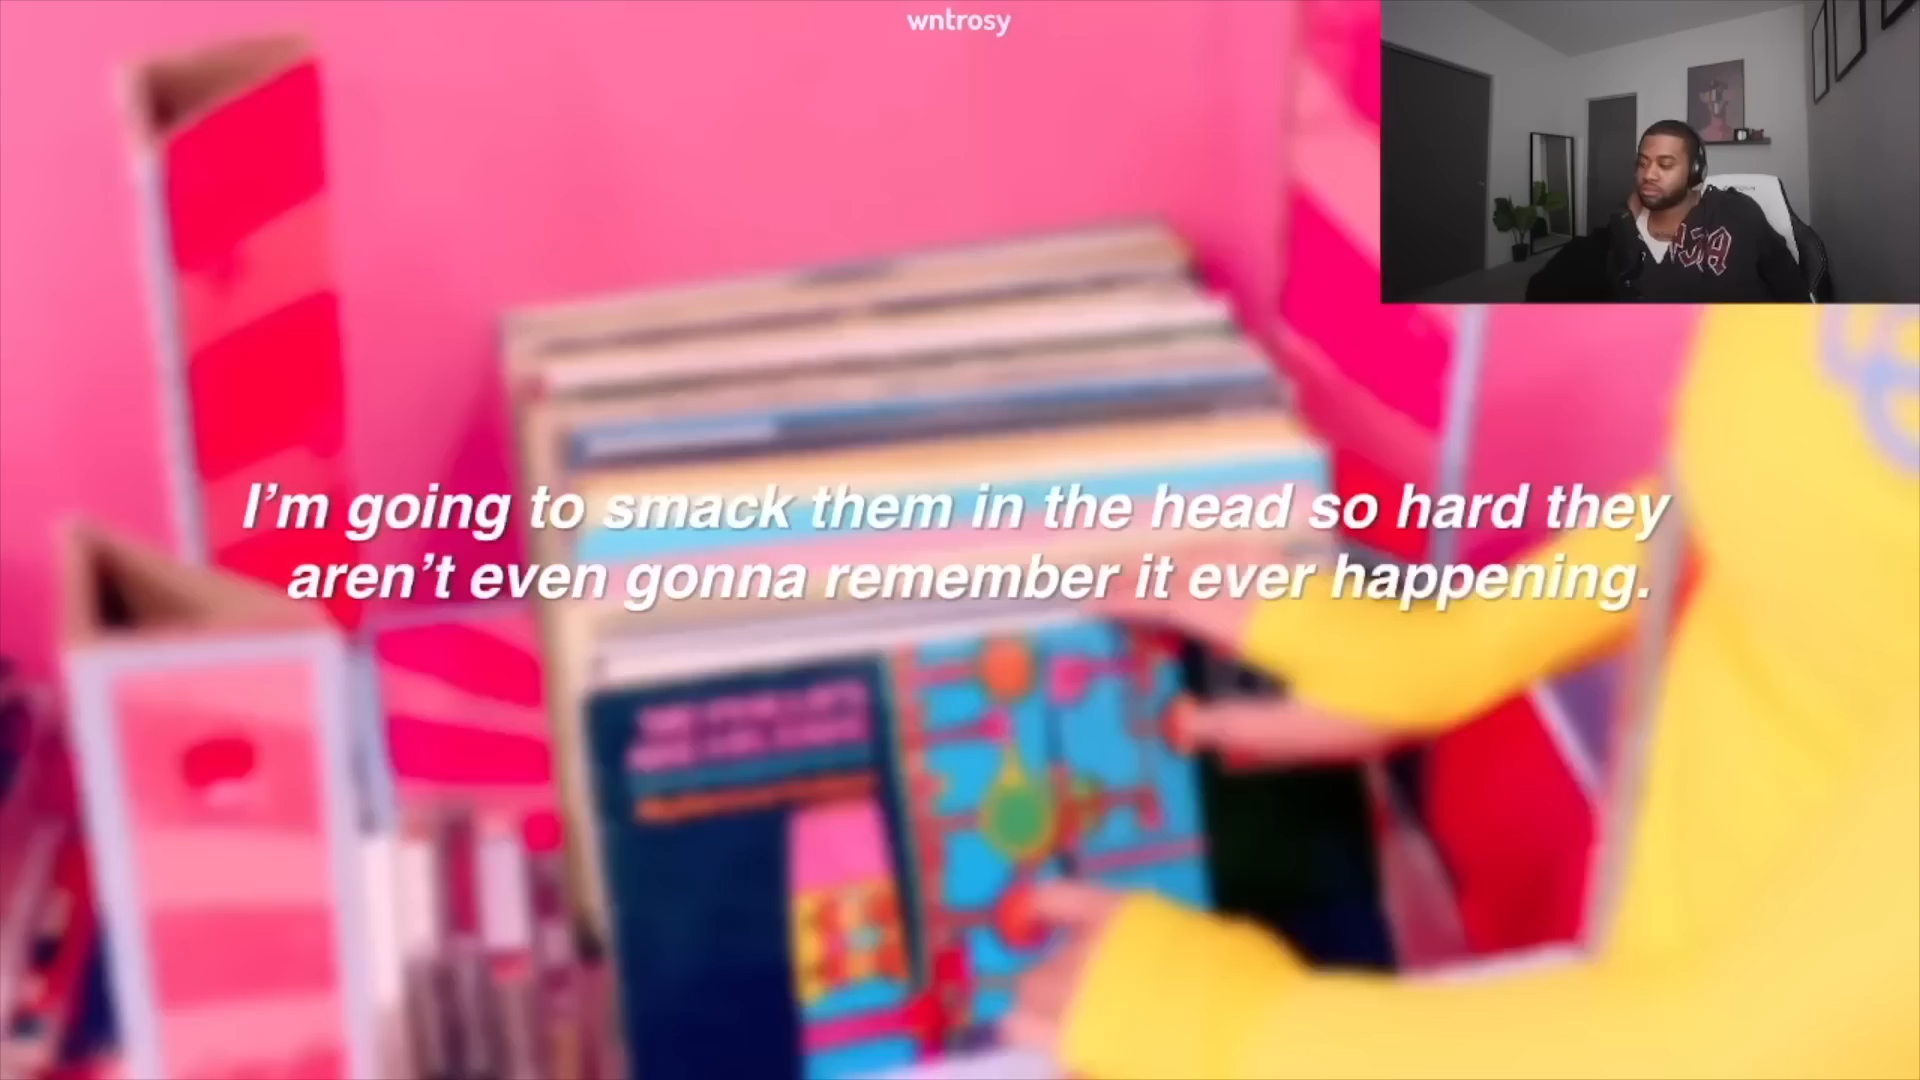 wntrosy
I'm going to smack them in the head so hard they
aren't even gonna remember it ever happening.